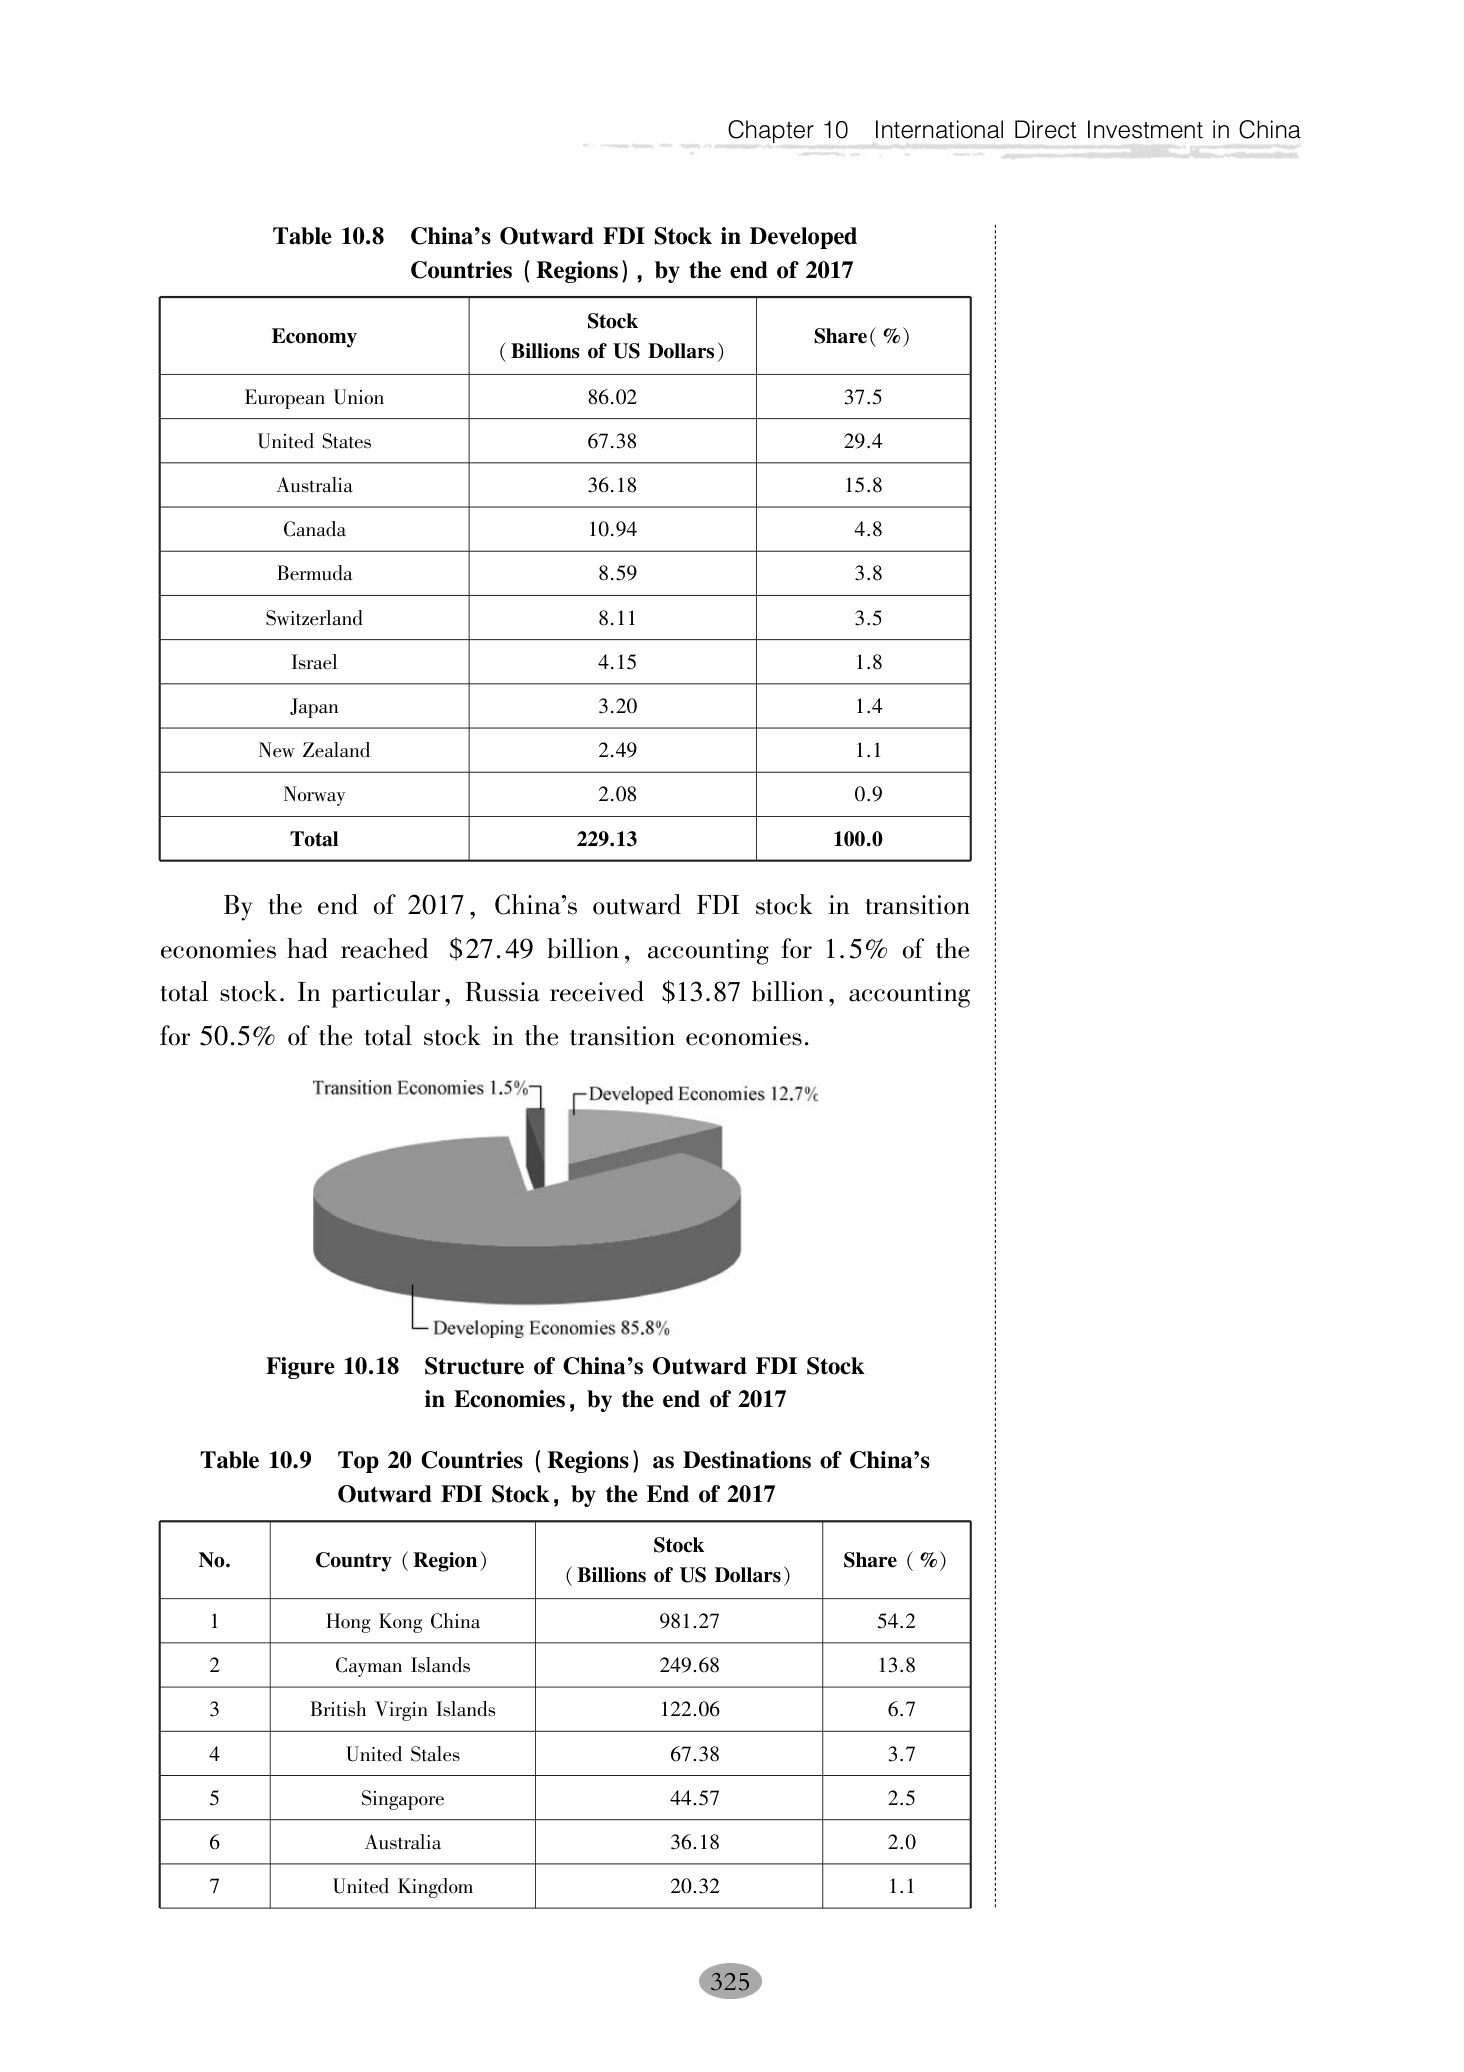 Chapter 10 International Direct Investment in China
Table 10.8 China's Outward FDI Stock in Developed
Countries (Regions), by the end of 2017
Economy Stock (Billions of US Dollars) Share(%)
European Union 86.02 37.5
United States 67.38 29.4
Australia 36.18 15.8
Canada 10.94 4.8
Bermuda 8.59 3.8
Switzerland 8.11 3.5
Israel 4.15 1.8
Japan 3.20 1.4
New Zealand 2.49 1.1
Norway 2.08 0.9
Total 229.13 100.0
By the end of 2017, China's outward FDI stock in transition
economies had reached $27.49 billion, accounting for 1.5% of the
total stock. In particular, Russia received $13.87 billion, accounting
for 50.5% of the total stock in the transition economies.
Transition Economies 1.5%
Developed Economies 12.7%
Developing Economies 85.8%
Figure 10.18 Structure of China's Outward FDI Stock
in Economies, by the end of 2017
Table 10.9 Top 20 Countries (Regions) as Destinations of China's
Outward FDI Stock, by the End of 2017
No. Country (Region) Stock (Billions of US Dollars) Share (%)
1 Hong Kong China 981.27 54.2
2 Cayman Islands 249.68 13.8
3 British Virgin Islands 122.06 6.7
4 United Stales 67.38 3.7
5 Singapore 44.57 2.5
6 Australia 36.18 2.0
7 United Kingdom 20.32 1.1
325